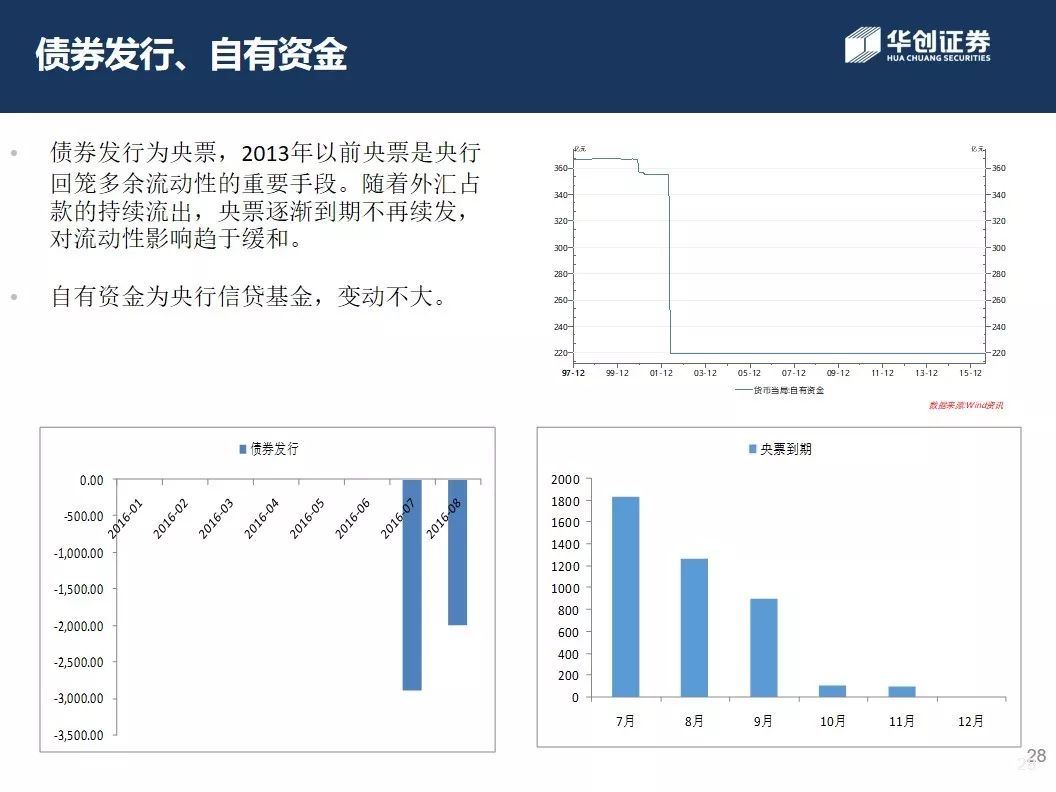 债券发行、自有资金
华创证券
HUA CHUANG SECURITIES
• 债券发行为央票，2013年以前央票是央行
回笼多余流动性的重要手段。随着外汇占
款的持续流出，央票逐渐到期不再续发，
对流动性影响趋于缓和。
• 自有资金为央行信贷基金，变动不大。
亿元 亿元
360 360
340 340
320 320
300 300
280 280
260 260
240 240
220 220
97-12 99-12 01-12 03-12 05-12 07-12 09-12 11-12 13-12 15-12
货币当局:自有资金
数据来源:Wind资讯
债券发行
0.00
-500.00
-1,000.00
-1,500.00
-2,000.00
-2,500.00
-3,000.00
-3,500.00
2016-01 2016-02 2016-03 2016-04 2016-05 2016-06 2016-07 2016-08
央票到期
2000
1800
1600
1400
1200
1000
800
600
400
200
0
7月 8月 9月 10月 11月 12月
28
28